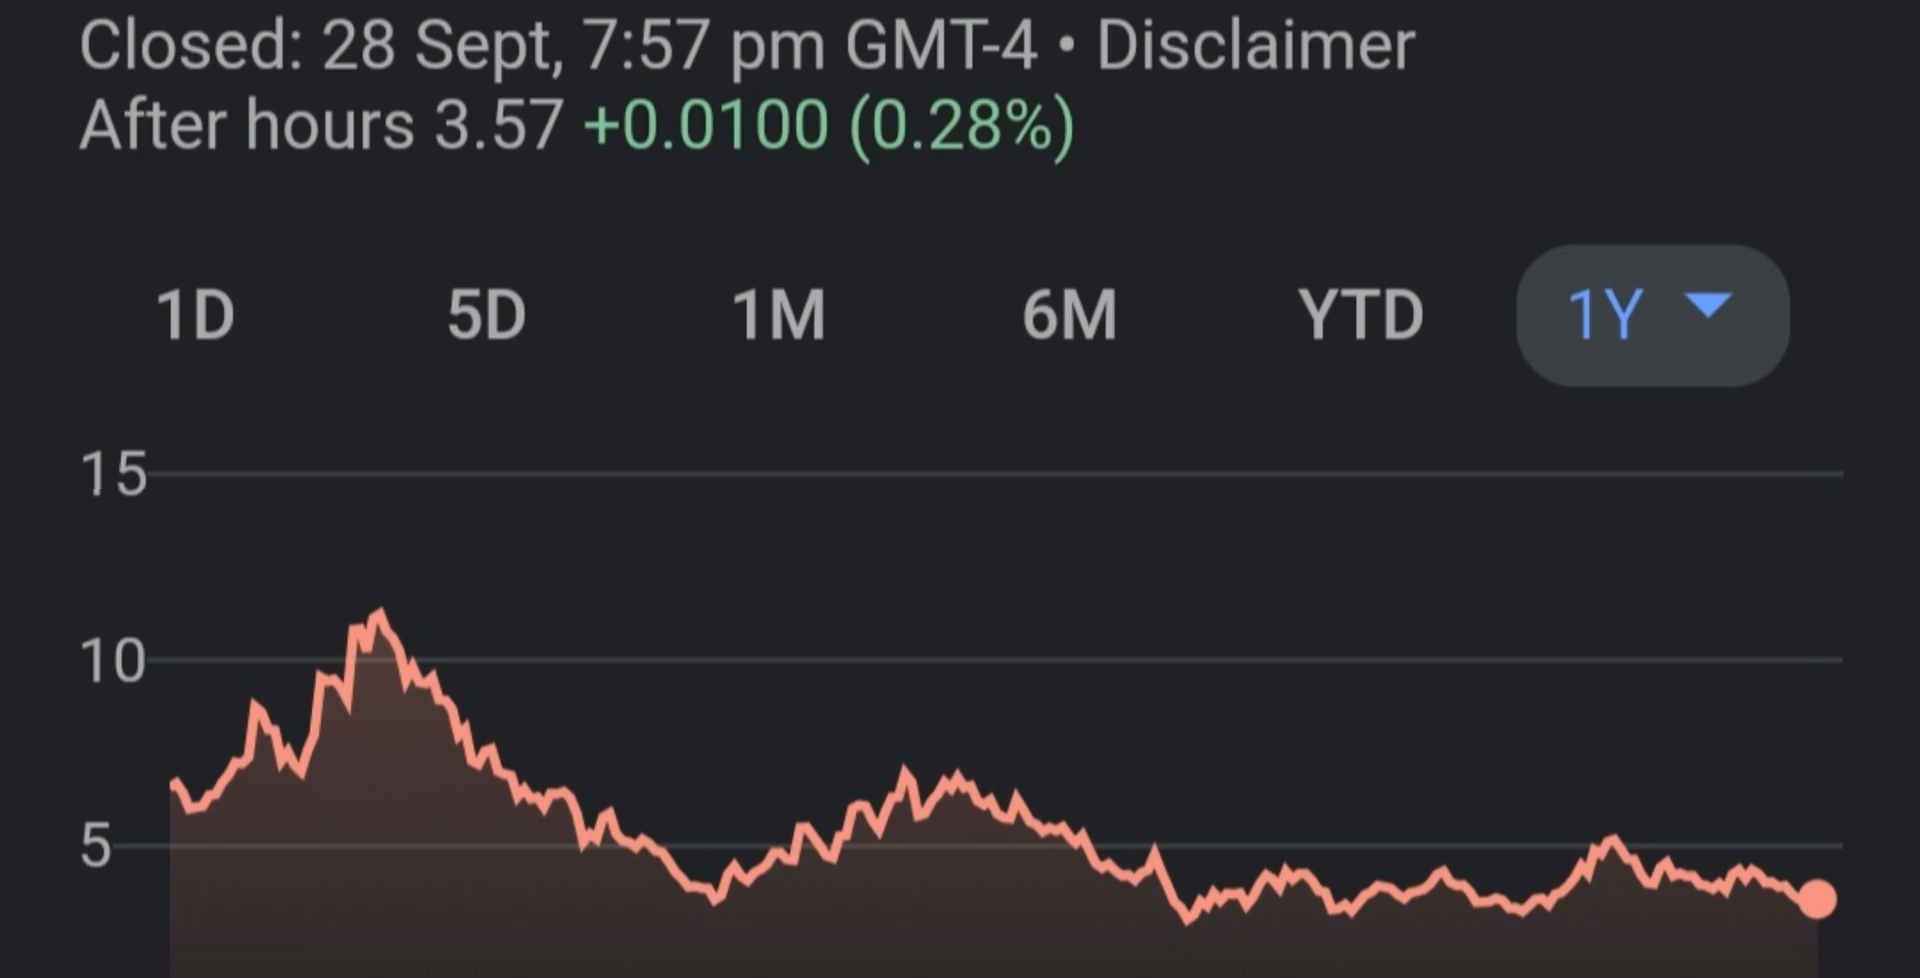 Closed: 28 Sept, 7:57 pm GMT-4 • Disclaimer
After hours 3.57 +0.0100 (0.28%)
1D 5D 1M 6M YTD 1Y
15
10
5